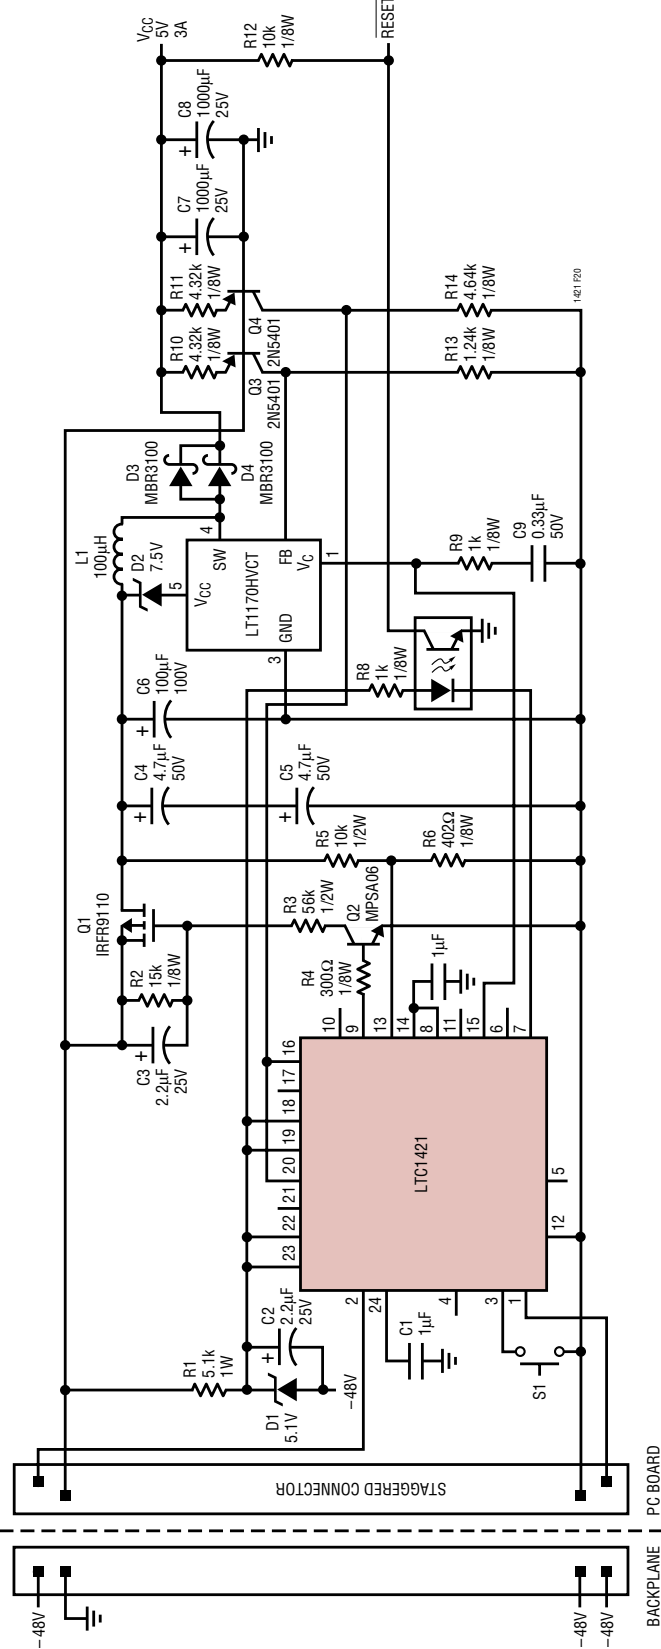 VCC
5V
3A
R12
10k
1/8W
RESET
C8
1000µF
25V
+
C7
1000µF
25V
+
R11
4.32k
1/8W
R10
4.32k
1/8W
Q4
2N5401
Q3
2N5401
R14
4.64k
1/8W
R13
1.24k
1/8W
1421 F20
D3
MBR3100
D4
MBR3100
L1
100µH
D2
7.5V
4
SW
5
VCC
LT1170HVCT
FB
VC
1
GND
3
R9
1k
1/8W
C9
0.33µF
50V
R8
1k
1/8W
C6
100µF
100V
+
C4
4.7µF
50V
+
C5
4.7µF
50V
+
R5
10k
1/2W
R6
402Ω
1/8W
Q1
IRFR9110
R3
56k
1/2W
Q2
MPSA06
R4
300Ω
1/8W
1µF
R2
15k
1/8W
C3
2.2µF
25V
+
10
9
13
14
8
11
15
6
7
16
17
18
19
20
21
22
23
LTC1421
5
12
2
24
4
3
1
R1
5.1k
1W
C2
2.2µF
25V
+
D1
5.1V
–48V
C1
1µF
S1
STAGGERED CONNECTOR
PC BOARD
BACKPLANE
–48V
–48V
–48V